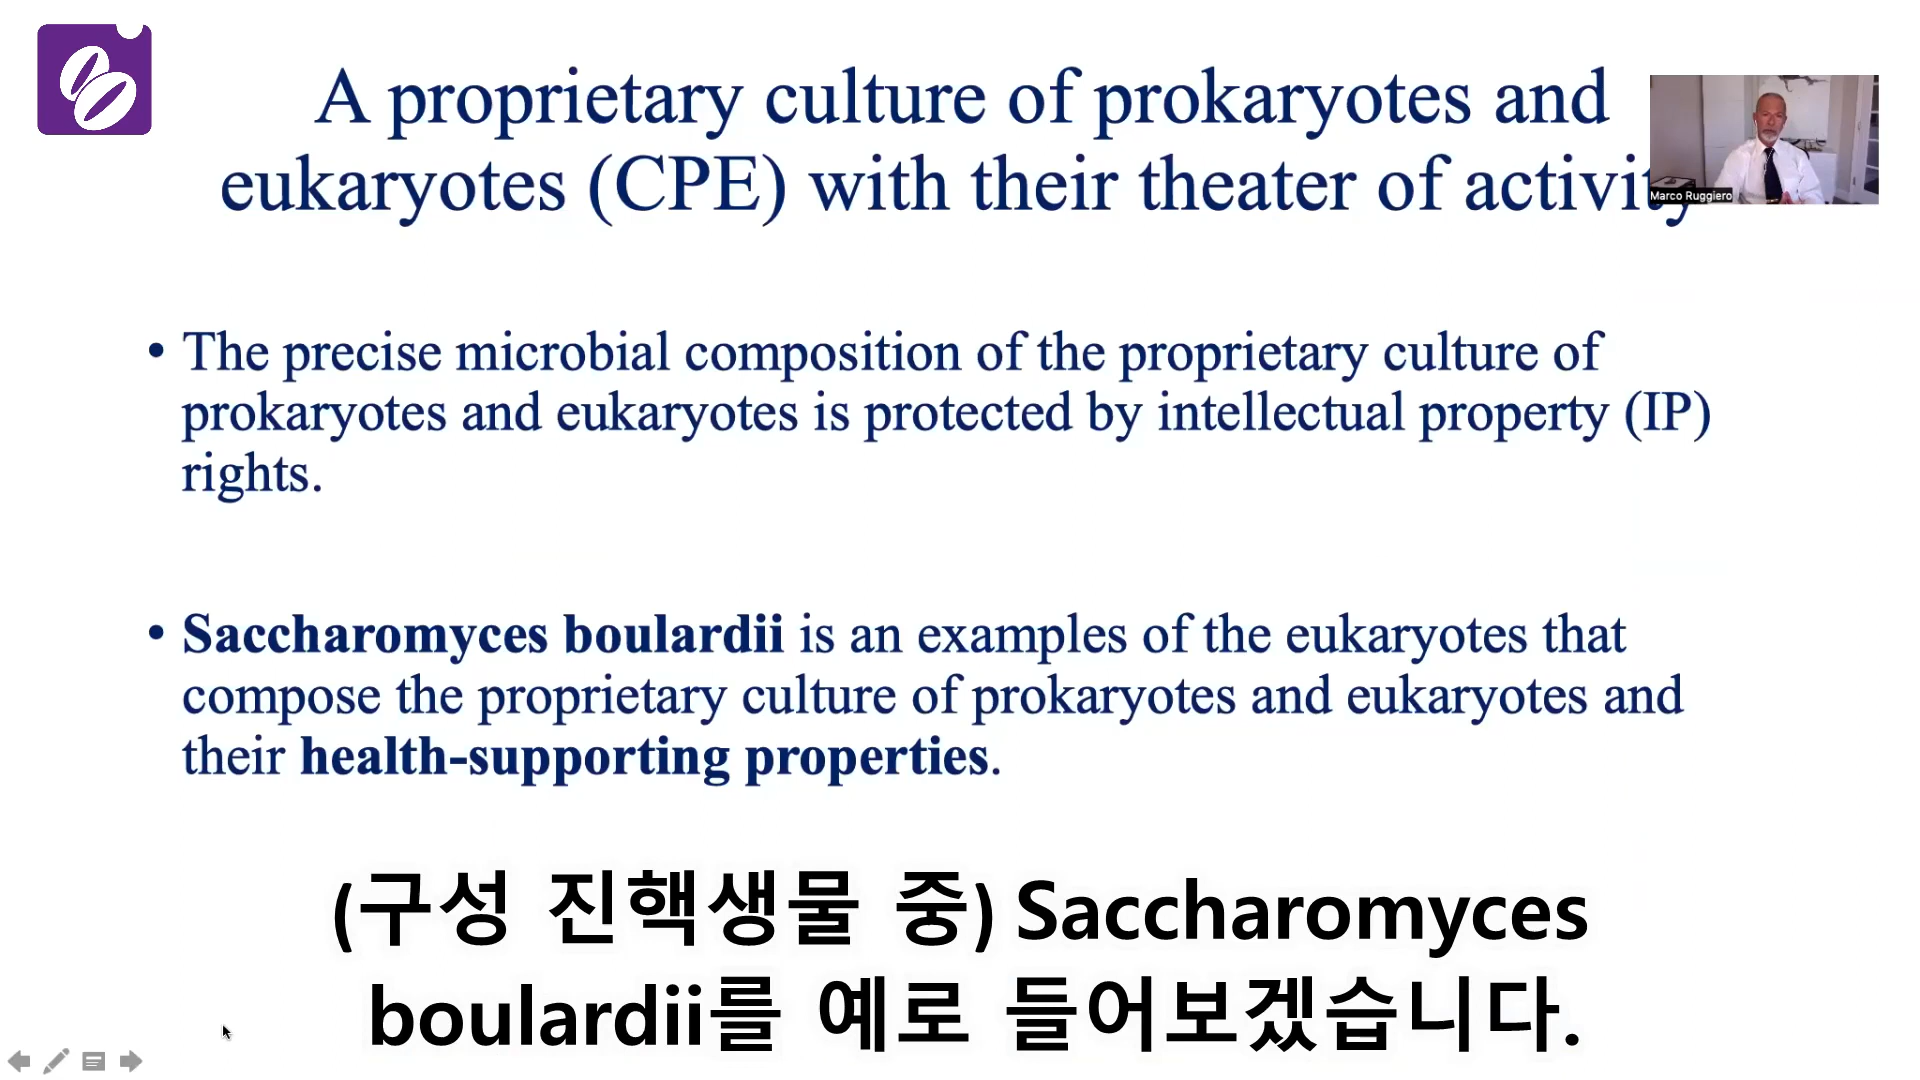 A proprietary culture of prokaryotes and
eukaryotes (CPE) with their theater of activity
Marco Ruggiero
• The precise microbial composition of the proprietary culture of
prokaryotes and eukaryotes is protected by intellectual property (IP)
rights.
• Saccharomyces boulardii is an examples of the eukaryotes that
compose the proprietary culture of prokaryotes and eukaryotes and
their health-supporting properties.
(구성 진핵생물 중) Saccharomyces
boulardii를 예로 들어보겠습니다.